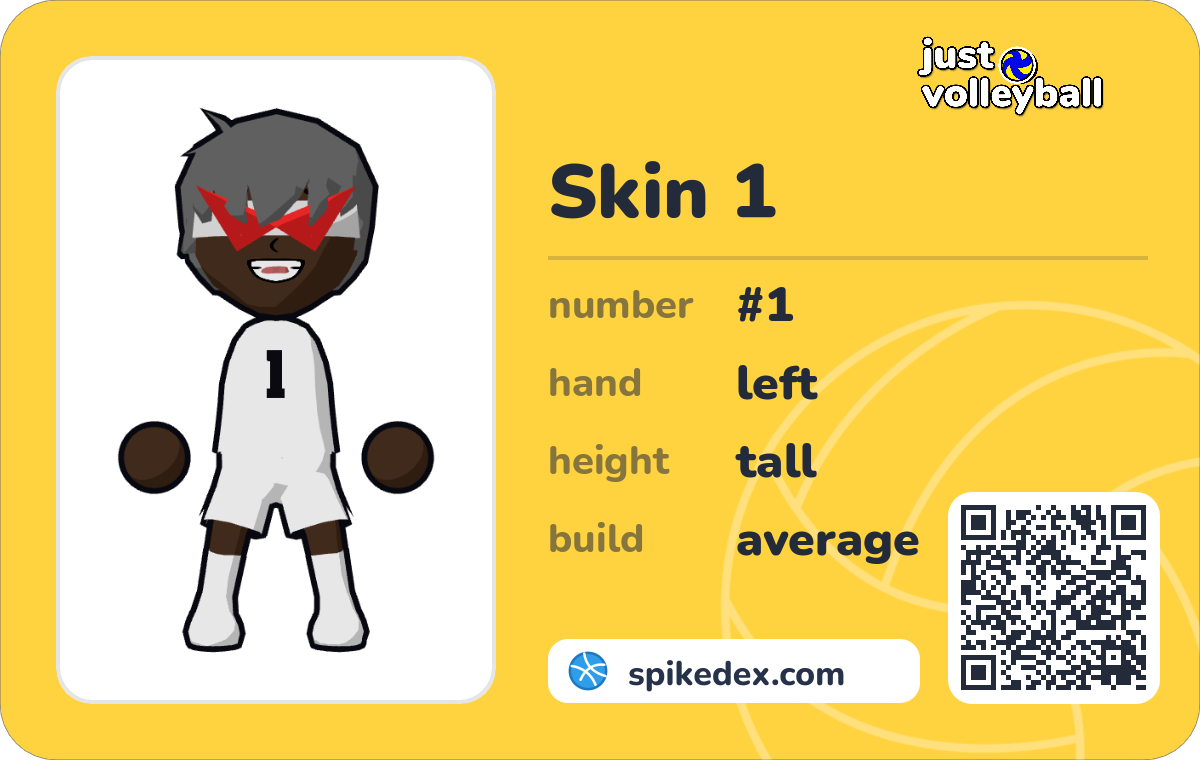 just
volleyball
Skin 1
number #1
hand left
height tall
build average
spikedex.com
1